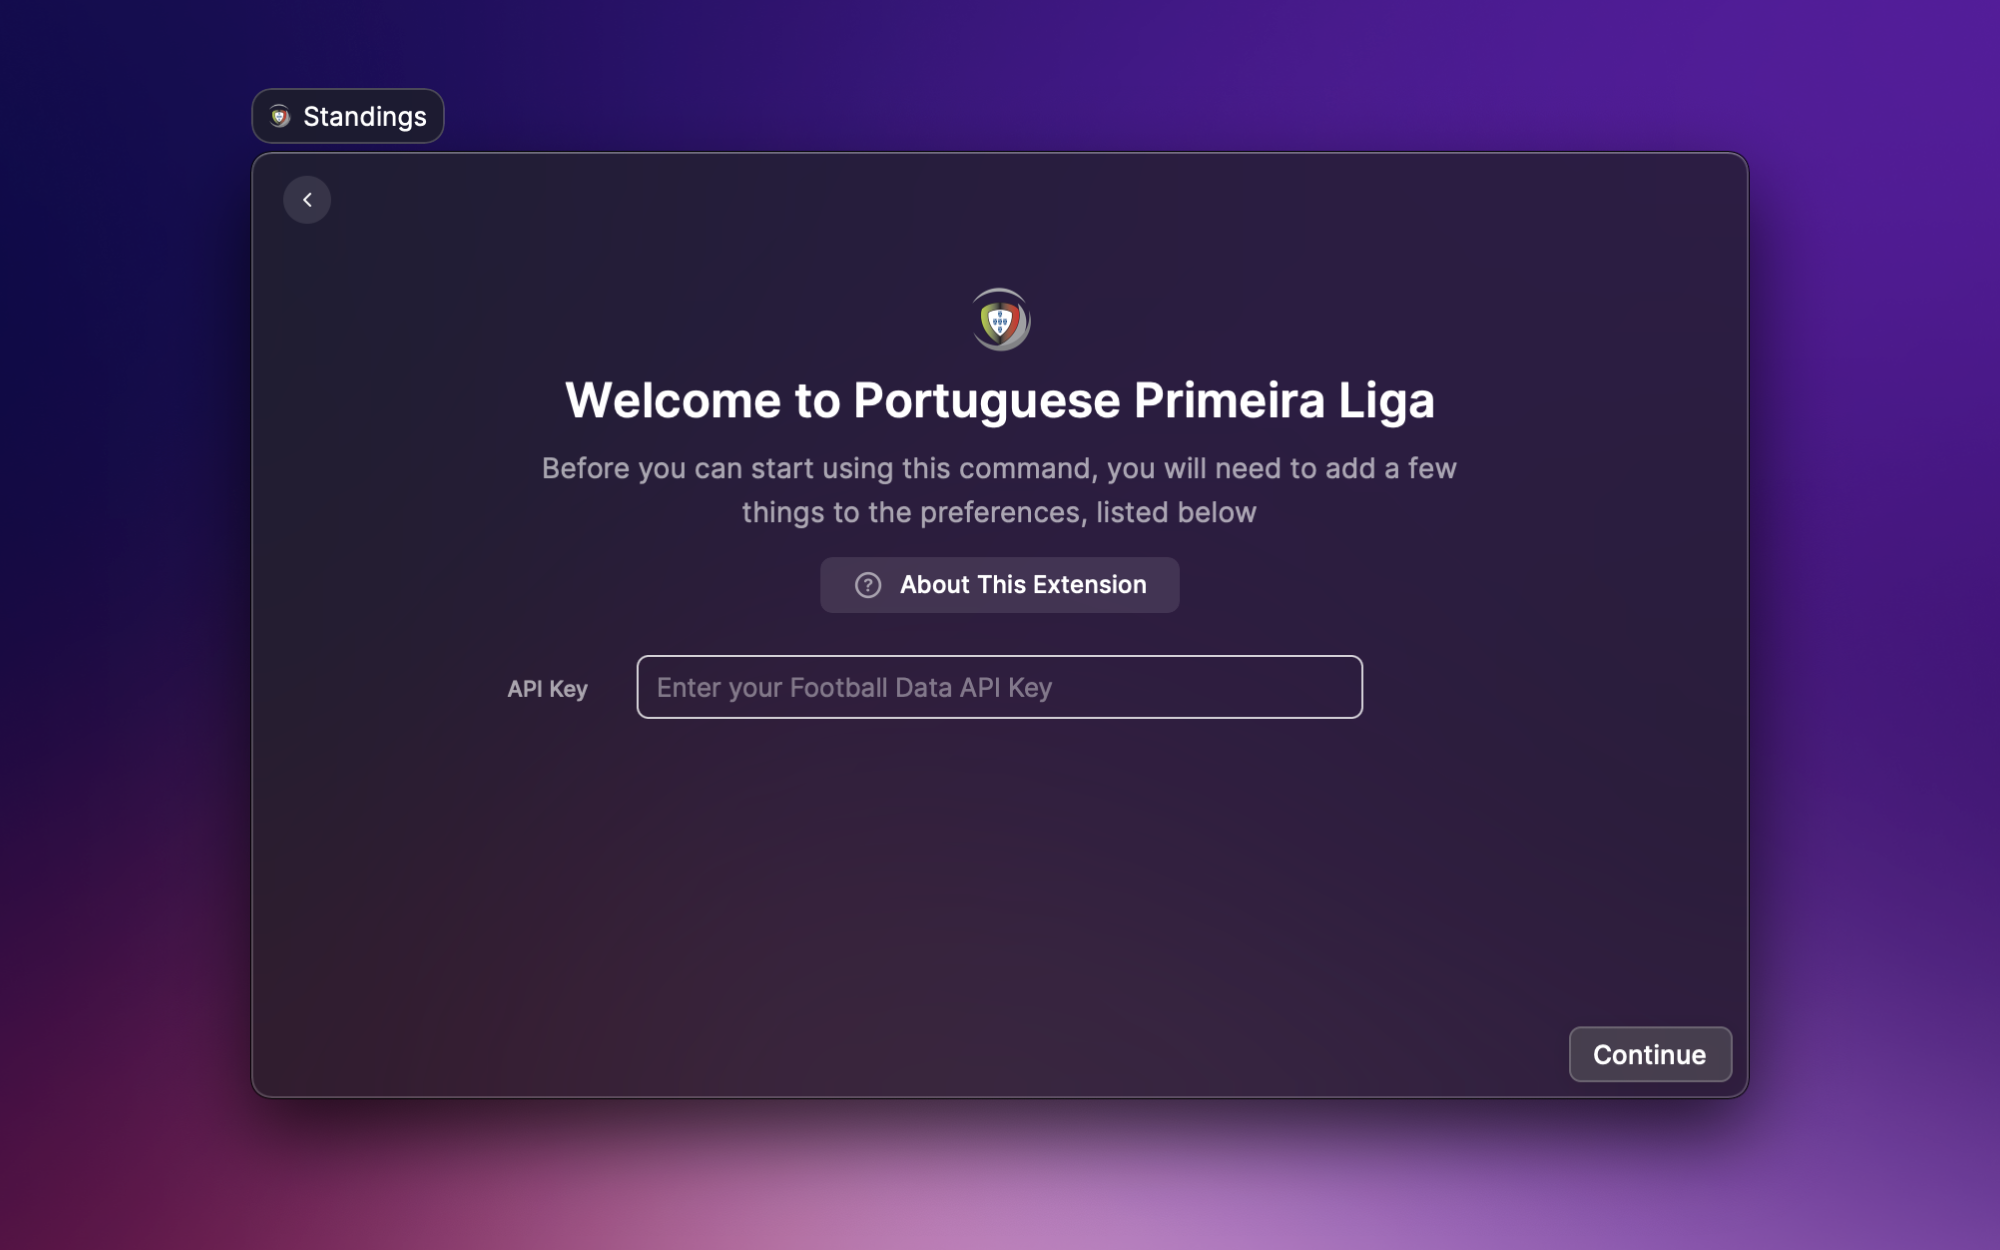 Standings
Welcome to Portuguese Primeira Liga
Before you can start using this command, you will need to add a few
things to the preferences, listed below
About This Extension
API Key
Enter your Football Data API Key
Continue